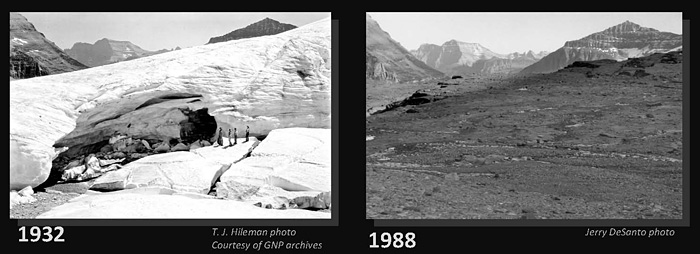 1932
T. J. Hileman photo
Courtesy of GNP archives
1988
Jerry DeSanto photo